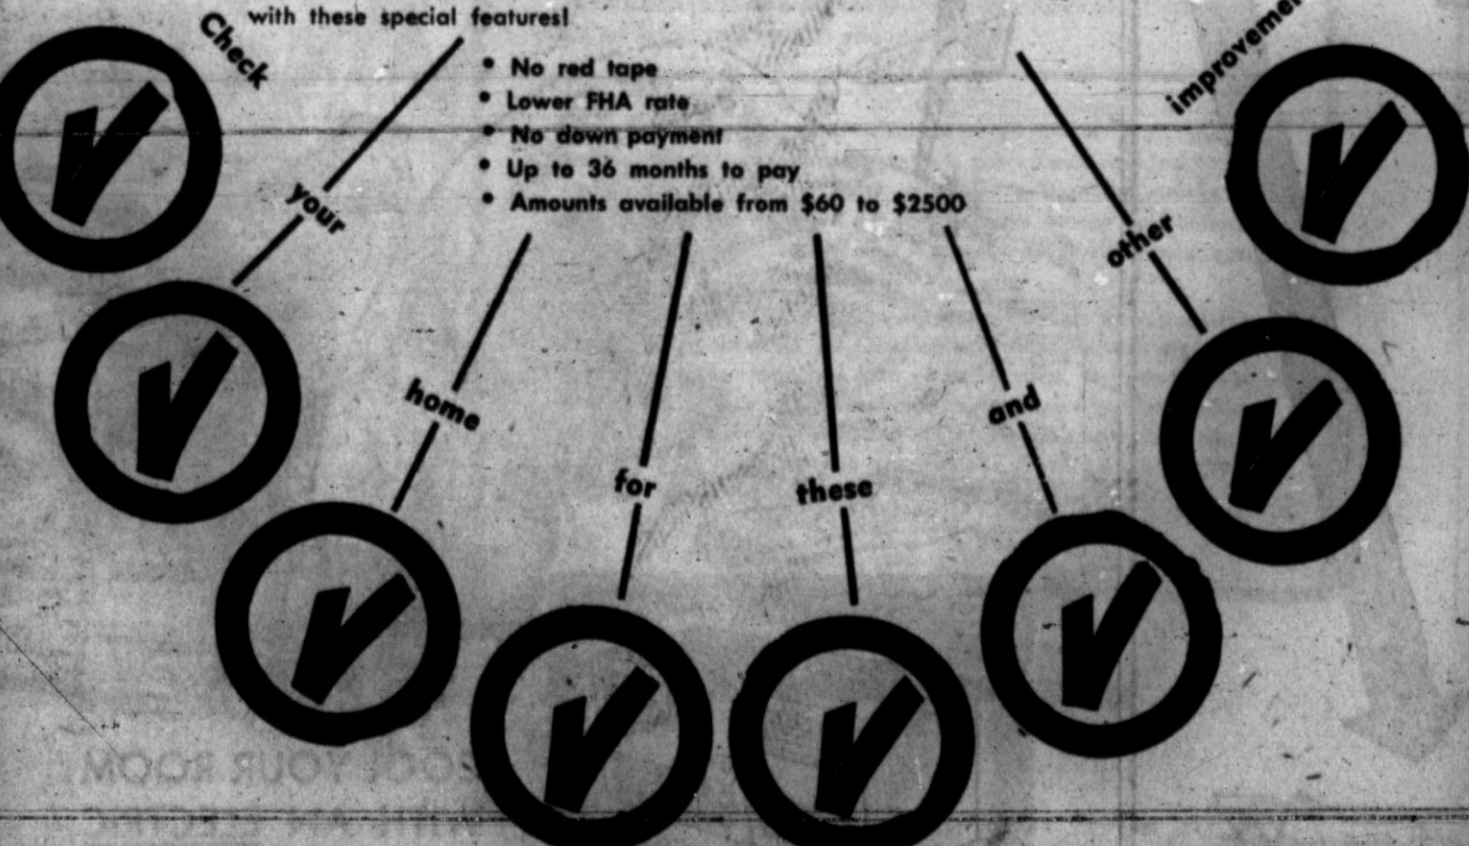 with these special features!
• No red tape
• Lower FHA rate
• No down payment
• Up to 36 months to pay
• Amounts available from $60 to $2500
Check
your
home
for
these
and
other